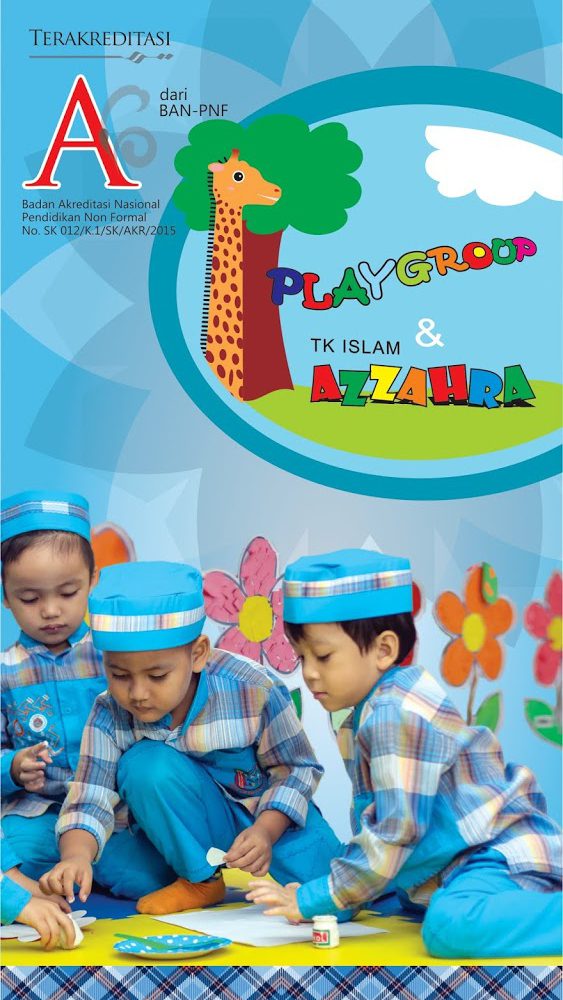 TERAKREDITASI
A
dari
BAN-PNF
Badan Akreditasi Nasional
Pendidikan Non Formal
No. SK 012/K.1/SK/AKR/2015
PLAYGROUP
&
TK ISLAM
AZZAHRA